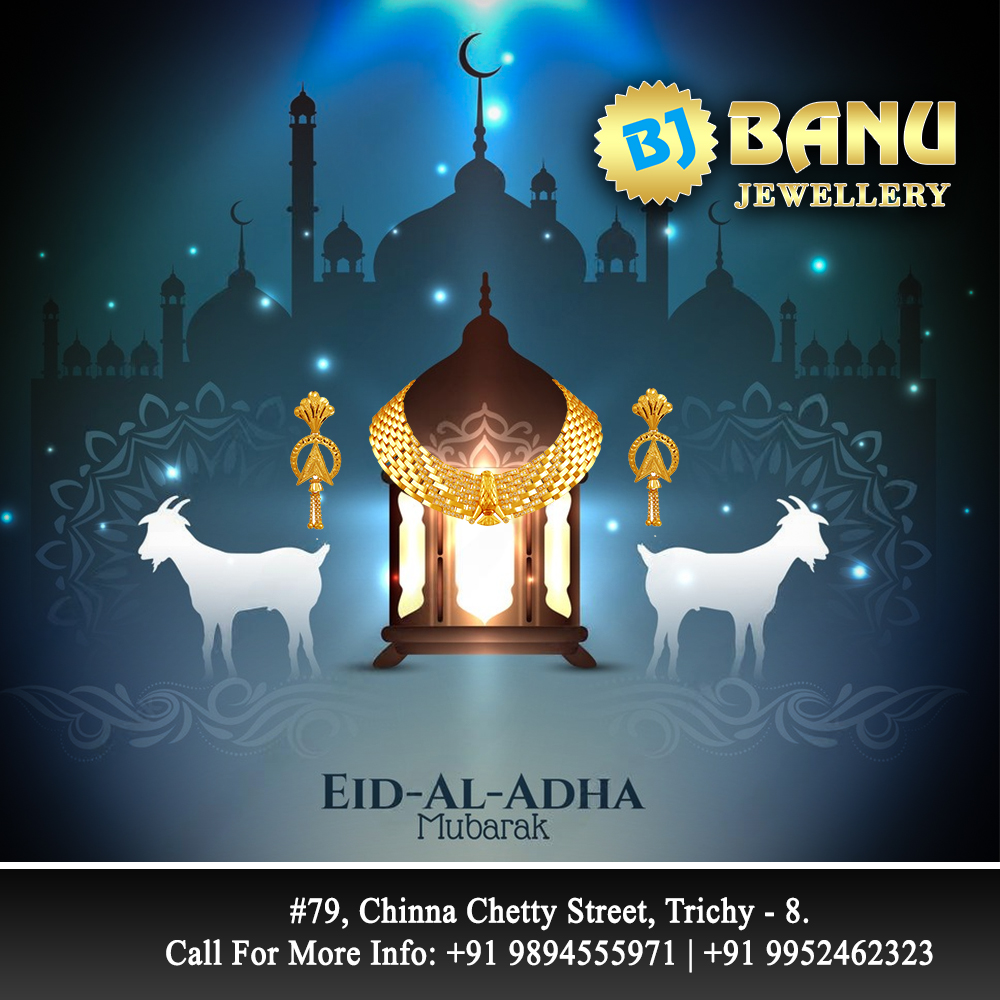 BJ BANU
JEWELLERY
EID-AL-ADHA
Mubarak
#79, Chinna Chetty Street, Trichy - 8.
Call For More Info: +91 9894555971 | +91 9952462323